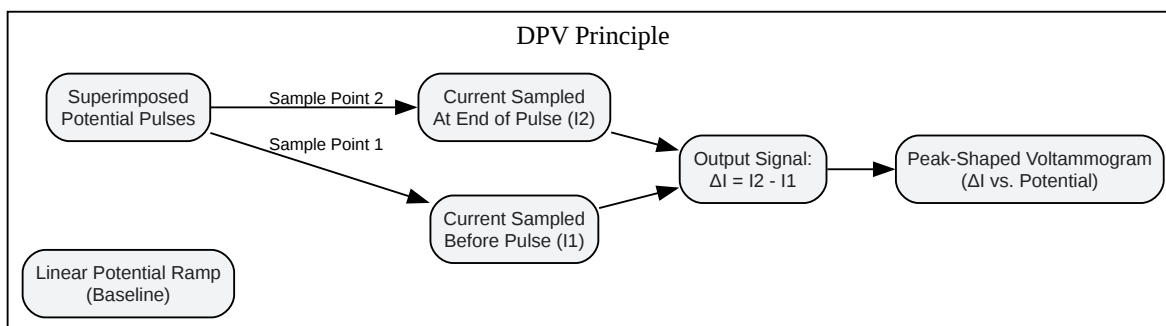 DPV Principle
Superimposed
Potential Pulses
Sample Point 2
Sample Point 1
Current Sampled
At End of Pulse (I2)
Current Sampled
Before Pulse (I1)
Output Signal:
ΔI = I2 - I1
Peak-Shaped Voltammogram
(ΔI vs. Potential)
Linear Potential Ramp
(Baseline)